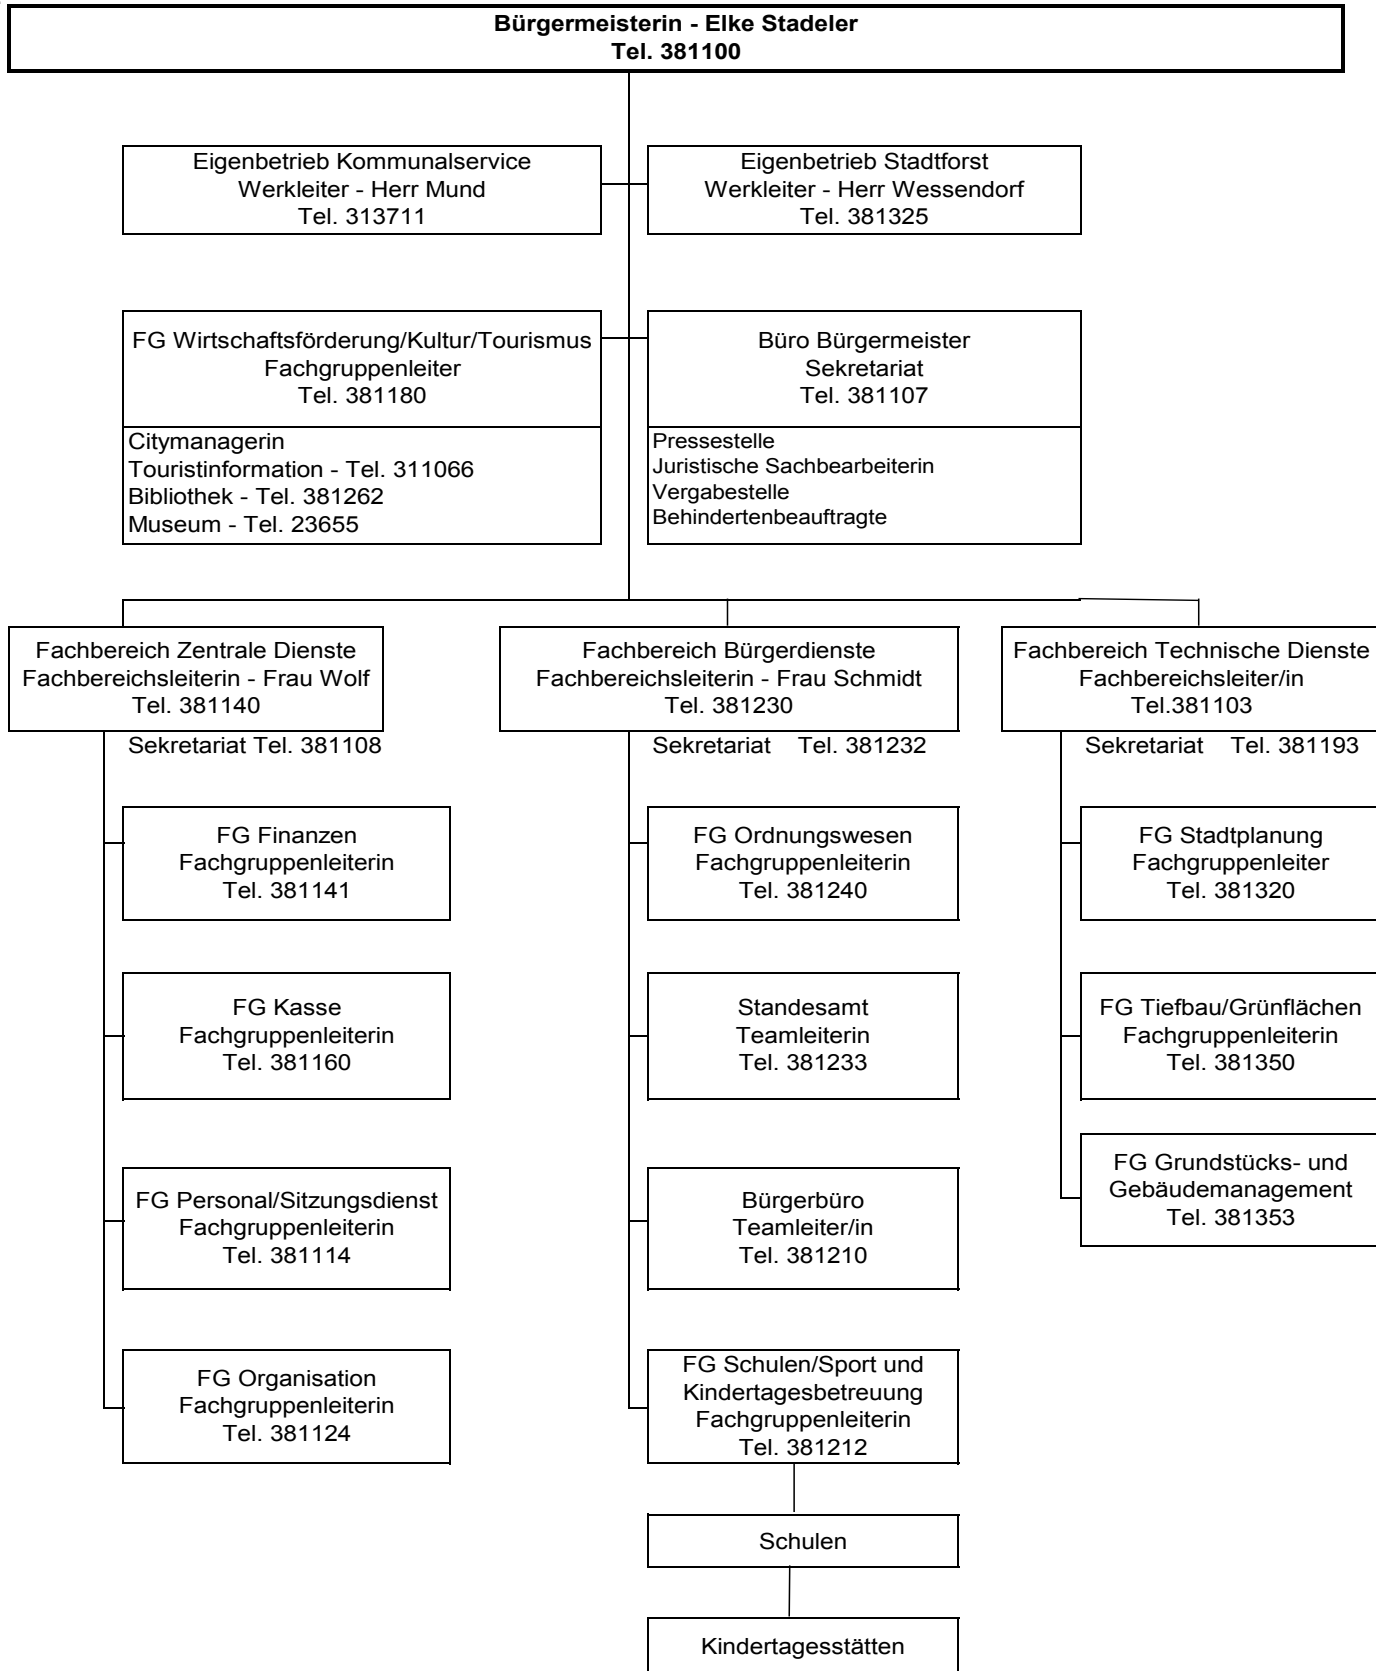 Bürgermeisterin - Elke Stadeler
Tel. 381100
Eigenbetrieb Kommunalservice
Werkleiter - Herr Mund
Tel. 313711
Eigenbetrieb Stadtforst
Werkleiter - Herr Wessendorf
Tel. 381325
FG Wirtschaftsförderung/Kultur/Tourismus
Fachgruppenleiter
Tel. 381180
Citymanagerin
Touristinformation - Tel. 311066
Bibliothek - Tel. 381262
Museum - Tel. 23655
Büro Bürgermeister
Sekretariat
Tel. 381107
Pressestelle
Juristische Sachbearbeiterin
Vergabestelle
Behindertenbeauftragte
Fachbereich Zentrale Dienste
Fachbereichsleiterin - Frau Wolf
Tel. 381140
Sekretariat Tel. 381108
FG Finanzen
Fachgruppenleiterin
Tel. 381141
FG Kasse
Fachgruppenleiterin
Tel. 381160
FG Personal/Sitzungsdienst
Fachgruppenleiterin
Tel. 381114
FG Organisation
Fachgruppenleiterin
Tel. 381124
Fachbereich Bürgerdienste
Fachbereichsleiterin - Frau Schmidt
Tel. 381230
Sekretariat Tel. 381232
FG Ordnungswesen
Fachgruppenleiterin
Tel. 381240
Standesamt
Teamleiterin
Tel. 381233
Bürgerbüro
Teamleiter/in
Tel. 381210
FG Schulen/Sport und
Kindertagesbetreuung
Fachgruppenleiterin
Tel. 381212
Schulen
Kindertagesstätten
Fachbereich Technische Dienste
Fachbereichsleiter/in
Tel.381103
Sekretariat Tel. 381193
FG Stadtplanung
Fachgruppenleiter
Tel. 381320
FG Tiefbau/Grünflächen
Fachgruppenleiterin
Tel. 381350
FG Grundstücks- und
Gebäudemanagement
Tel. 381353